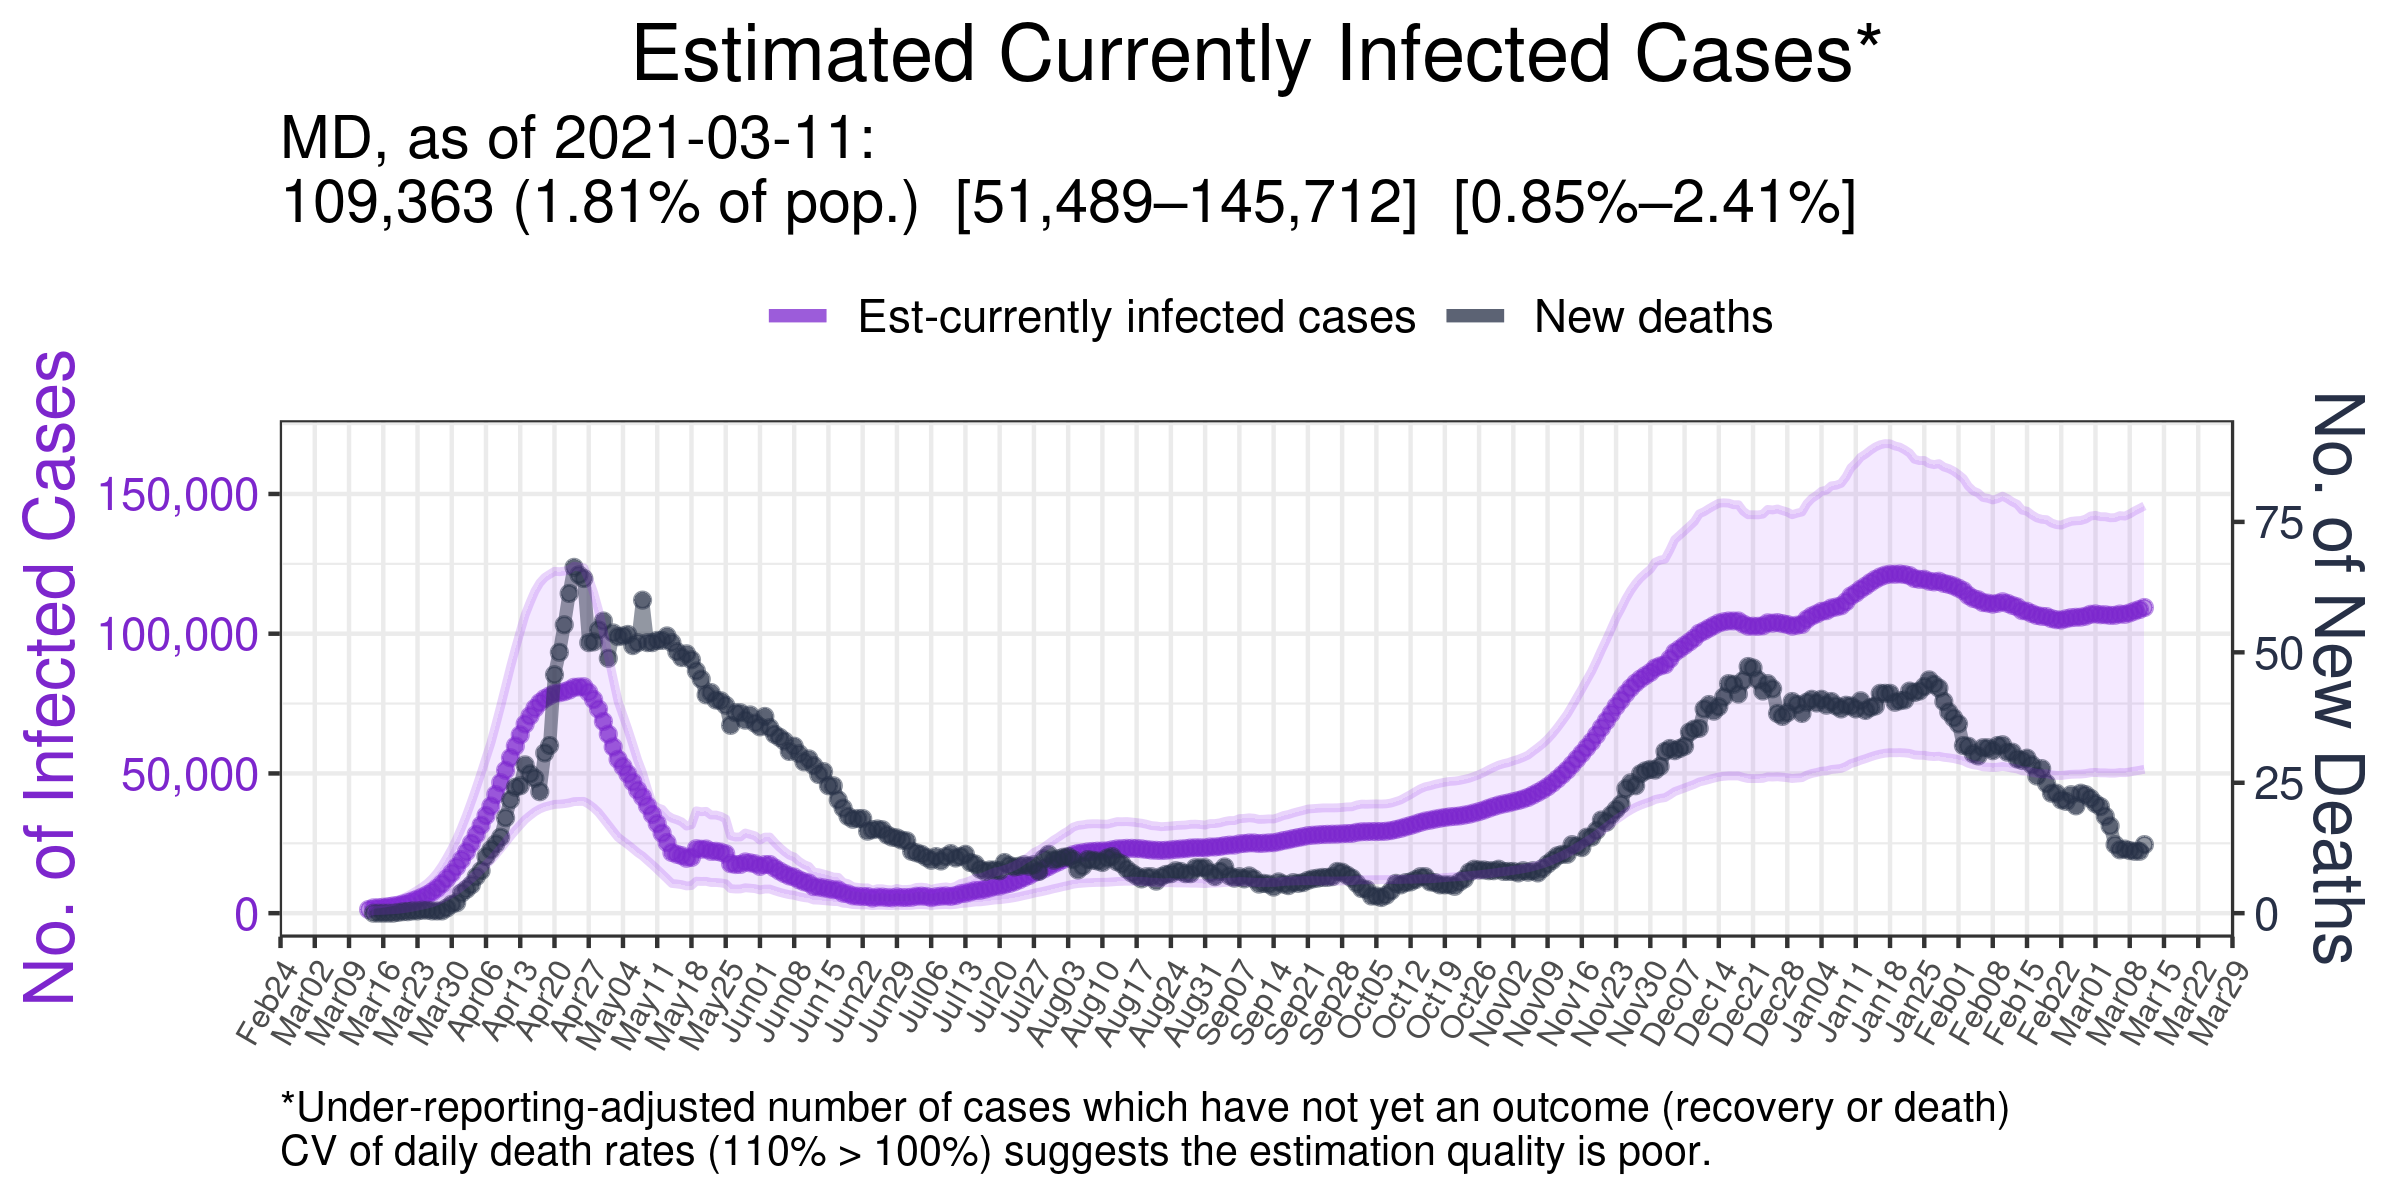 Estimated Currently Infected Cases*
MD, as of 2021-03-11:
109,363 (1.81% of pop.)  [51,489–145,712]  [0.85%–2.41%]
Est-currently infected cases
New deaths
No. of Infected Cases
150,000
100,000
50,000
0
75
50
25
0
No. of New Deaths
Feb24
Mar02
Mar09
Mar16
Mar23
Mar30
Apr06
Apr13
Apr20
Apr27
May04
May11
May18
May25
Jun01
Jun08
Jun15
Jun22
Jun29
Jul06
Jul13
Jul20
Jul27
Aug03
Aug10
Aug17
Aug24
Aug31
Sep07
Sep14
Sep21
Sep28
Oct05
Oct12
Oct19
Oct26
Nov02
Nov09
Nov16
Nov23
Nov30
Dec07
Dec14
Dec21
Dec28
Jan04
Jan11
Jan18
Jan25
Feb01
Feb08
Feb15
Feb22
Mar01
Mar08
Mar15
Mar22
Mar29
*Under-reporting-adjusted number of cases which have not yet an outcome (recovery or death)
CV of daily death rates (110% > 100%) suggests the estimation quality is poor.